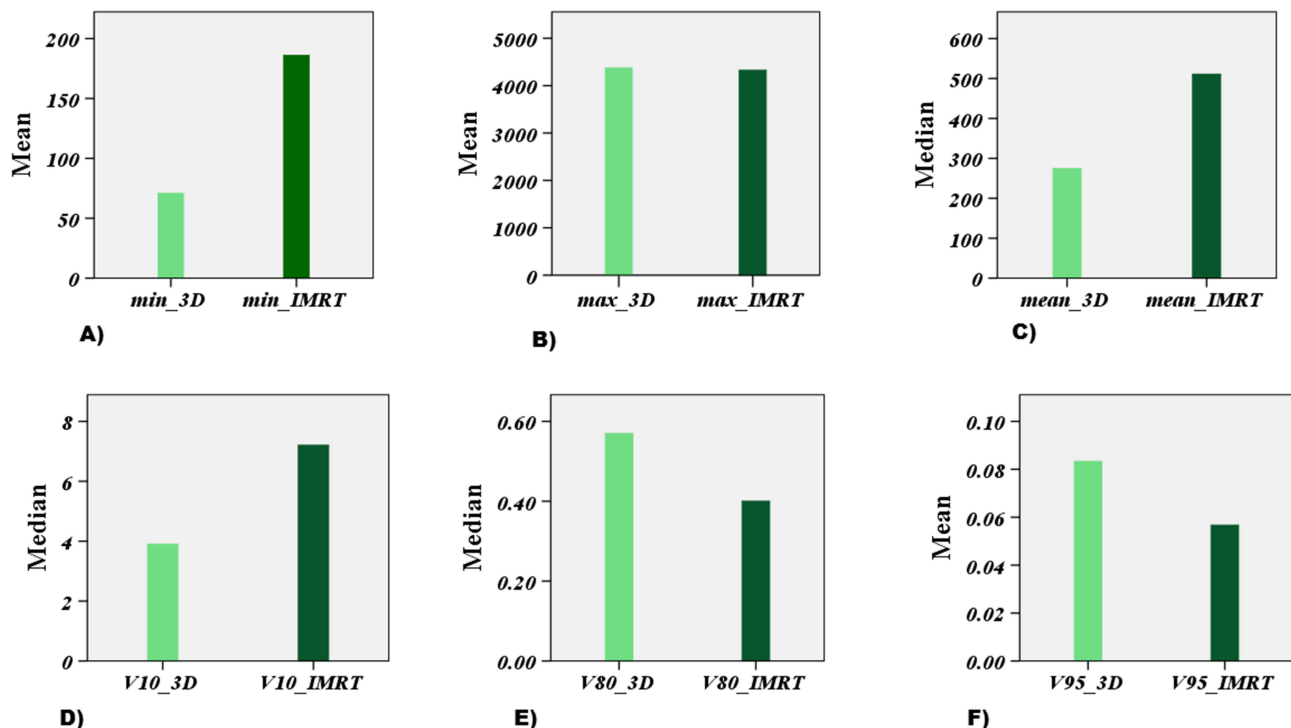 Mean
200
150
100
50
0
min_3D min_IMRT
A)
Mean
5000
4000
3000
2000
1000
0
max_3D max_IMRT
B)
Median
600
500
400
300
200
100
0
mean_3D mean_IMRT
C)
Median
8
6
4
2
0
V10_3D V10_IMRT
D)
Median
0.60
0.40
0.20
0.00
V80_3D V80_IMRT
E)
Mean
0.10
0.08
0.06
0.04
0.02
0.00
V95_3D V95_IMRT
F)